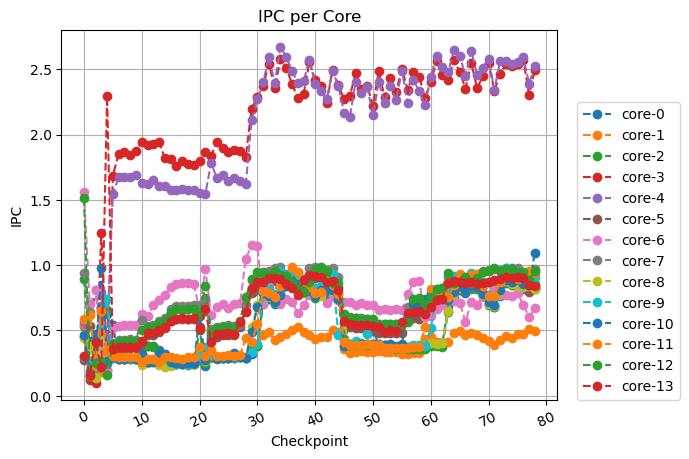 IPC per Core
IPC
2.5
2.0
1.5
1.0
0.5
0.0
0
10
20
30
40
50
60
70
80
Checkpoint
core-0
core-1
core-2
core-3
core-4
core-5
core-6
core-7
core-8
core-9
core-10
core-11
core-12
core-13